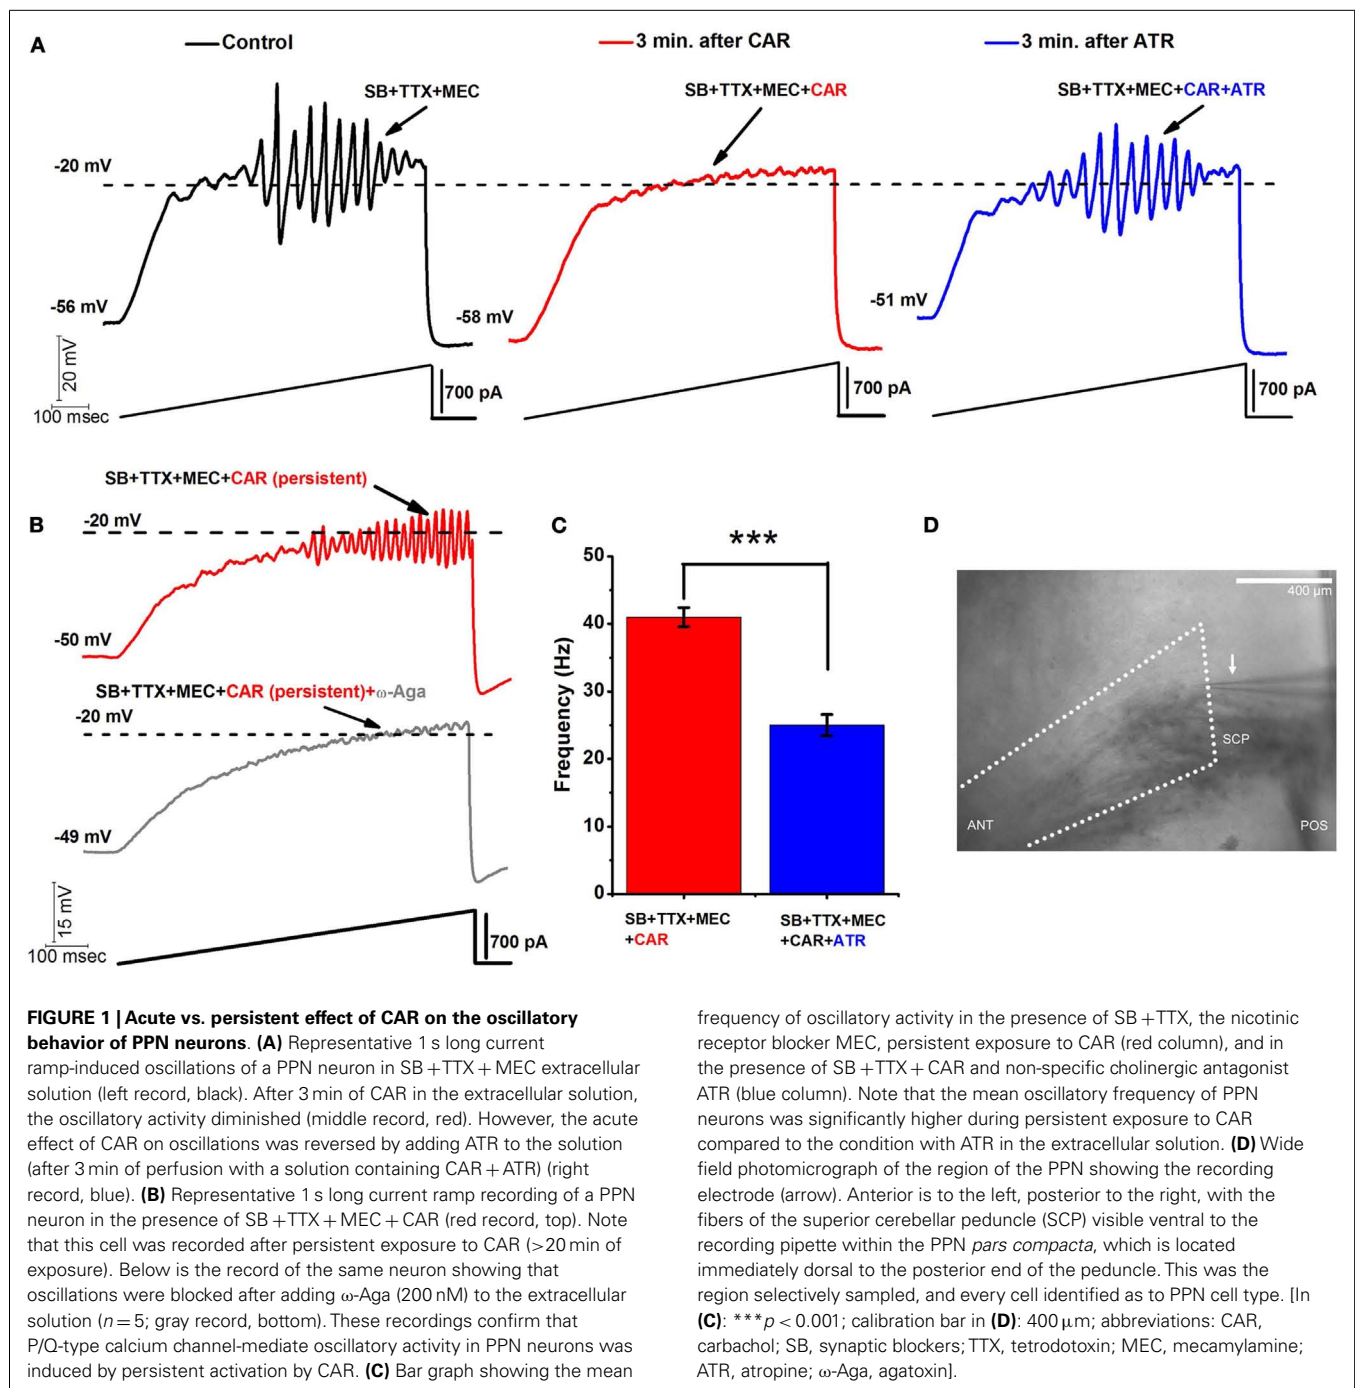 A
Control
3 min. after CAR
3 min. after ATR
SB+TTX+MEC
SB+TTX+MEC+CAR
SB+TTX+MEC+CAR+ATR
-20 mV
-56 mV
-58 mV
-51 mV
20 mV
100 msec
700 pA
700 pA
700 pA
SB+TTX+MEC+CAR (persistent)
B
-20 mV
-50 mV
SB+TTX+MEC+CAR (persistent)+ω-Aga
-20 mV
-49 mV
15 mV
100 msec
700 pA
C
***
50
40
30
20
10
0
Frequency (Hz)
SB+TTX+MEC
+CAR
SB+TTX+MEC
+CAR+ATR
D
400 µm
SCP
ANT
POS
FIGURE 1 | Acute vs. persistent effect of CAR on the oscillatory
behavior of PPN neurons. (A) Representative 1 s long current
ramp-induced oscillations of a PPN neuron in SB + TTX + MEC extracellular
solution (left record, black). After 3 min of CAR in the extracellular solution,
the oscillatory activity diminished (middle record, red). However, the acute
effect of CAR on oscillations was reversed by adding ATR to the solution
(after 3 min of perfusion with a solution containing CAR + ATR) (right
record, blue). (B) Representative 1 s long current ramp recording of a PPN
neuron in the presence of SB + TTX + MEC + CAR (red record, top). Note
that this cell was recorded after persistent exposure to CAR (>20 min of
exposure). Below is the record of the same neuron showing that
oscillations were blocked after adding ω-Aga (200 nM) to the extracellular
solution (n = 5; gray record, bottom). These recordings confirm that
P/Q-type calcium channel-mediate oscillatory activity in PPN neurons was
induced by persistent activation by CAR. (C) Bar graph showing the mean
frequency of oscillatory activity in the presence of SB + TTX, the nicotinic
receptor blocker MEC, persistent exposure to CAR (red column), and in
the presence of SB + TTX + CAR and non-specific cholinergic antagonist
ATR (blue column). Note that the mean oscillatory frequency of PPN
neurons was significantly higher during persistent exposure to CAR
compared to the condition with ATR in the extracellular solution. (D) Wide
field photomicrograph of the region of the PPN showing the recording
electrode (arrow). Anterior is to the left, posterior to the right, with the
fibers of the superior cerebellar peduncle (SCP) visible ventral to the
recording pipette within the PPN pars compacta, which is located
immediately dorsal to the posterior end of the peduncle. This was the
region selectively sampled, and every cell identified as to PPN cell type. [In
(C): ***p < 0.001; calibration bar in (D): 400 µm; abbreviations: CAR,
carbachol; SB, synaptic blockers; TTX, tetrodotoxin; MEC, mecamylamine;
ATR, atropine; ω-Aga, agatoxin].